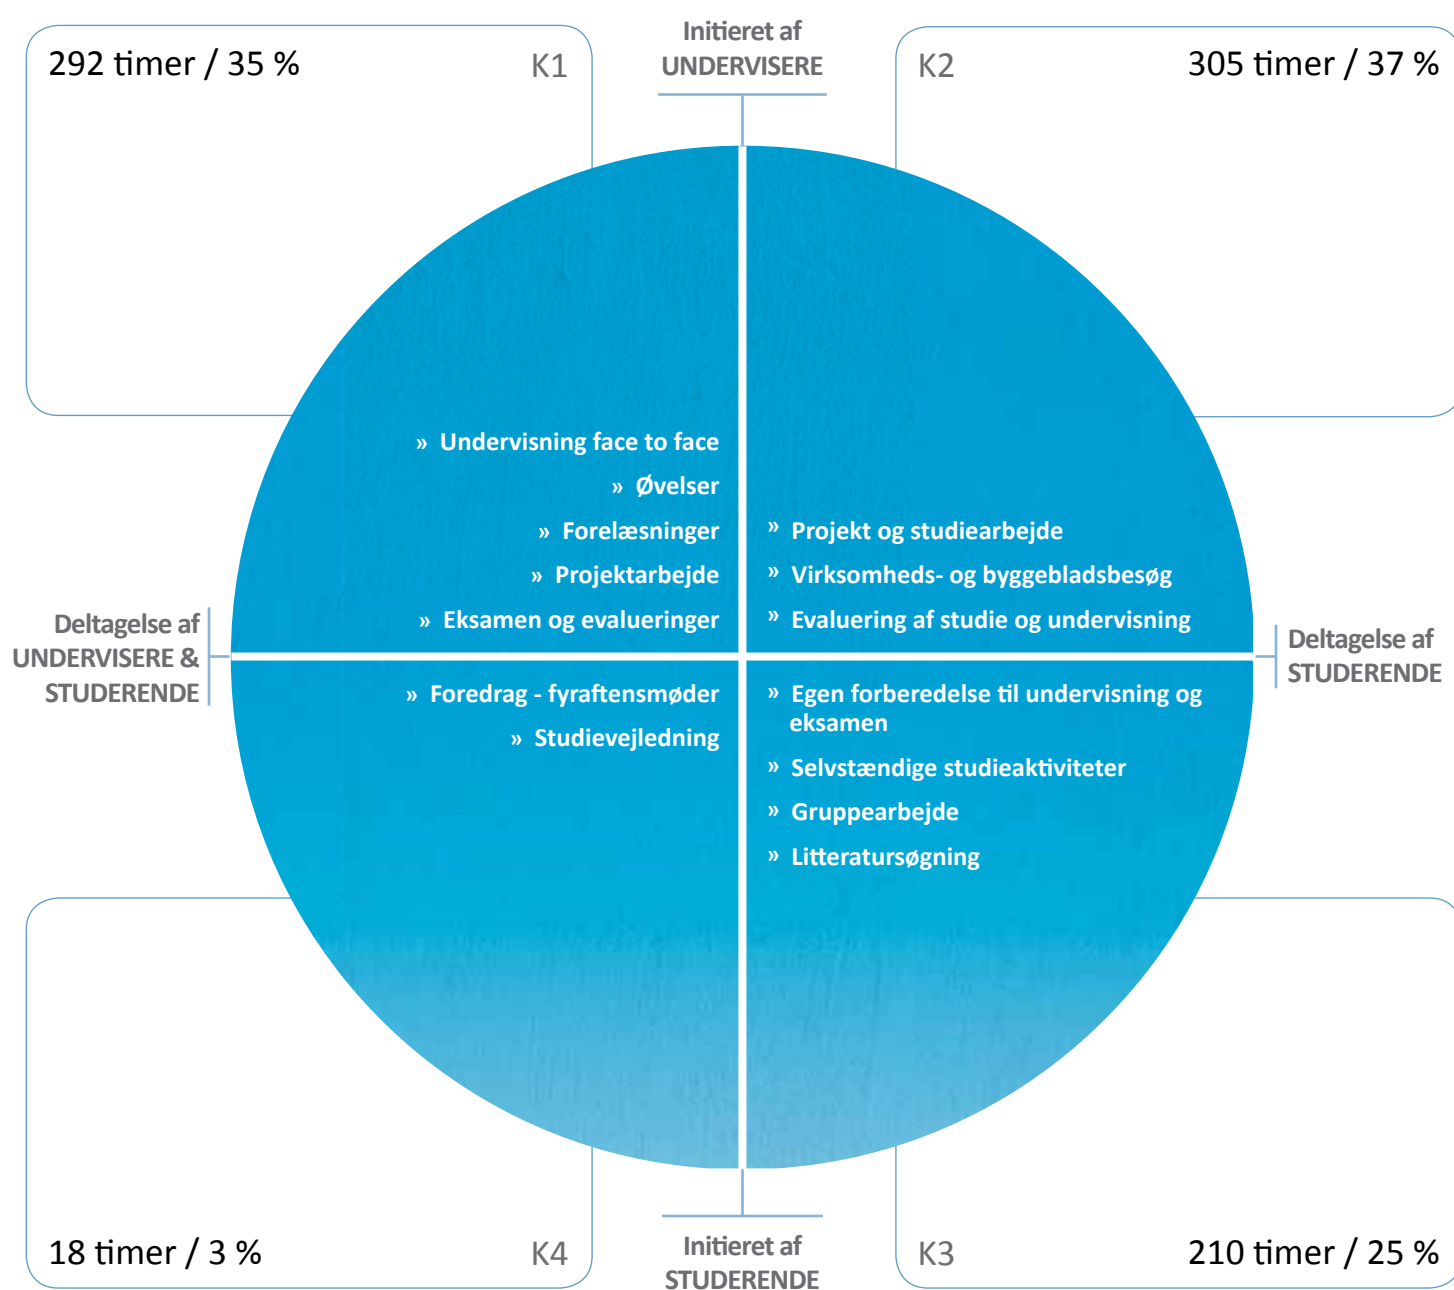 Initieret af
UNDERVISERE
292 timer / 35 %
K1
K2
305 timer / 37 %
» Undervisning face to face
» Øvelser
» Forelæsninger
» Projektarbejde
» Eksamen og evalueringer
» Projekt og studiearbejde
» Virksomheds- og byggebladsbesøg
» Evaluering af studie og undervisning
Deltagelse af
UNDERVISERE &
STUDERENDE
Deltagelse af
STUDERENDE
» Foredrag - fyraftensmøder
» Studievejledning
» Egen forberedelse til undervisning og
eksamen
» Selvstændige studieaktiviteter
» Gruppearbejde
» Litteratursøgning
18 timer / 3 %
K4
Initieret af
STUDERENDE
K3
210 timer / 25 %